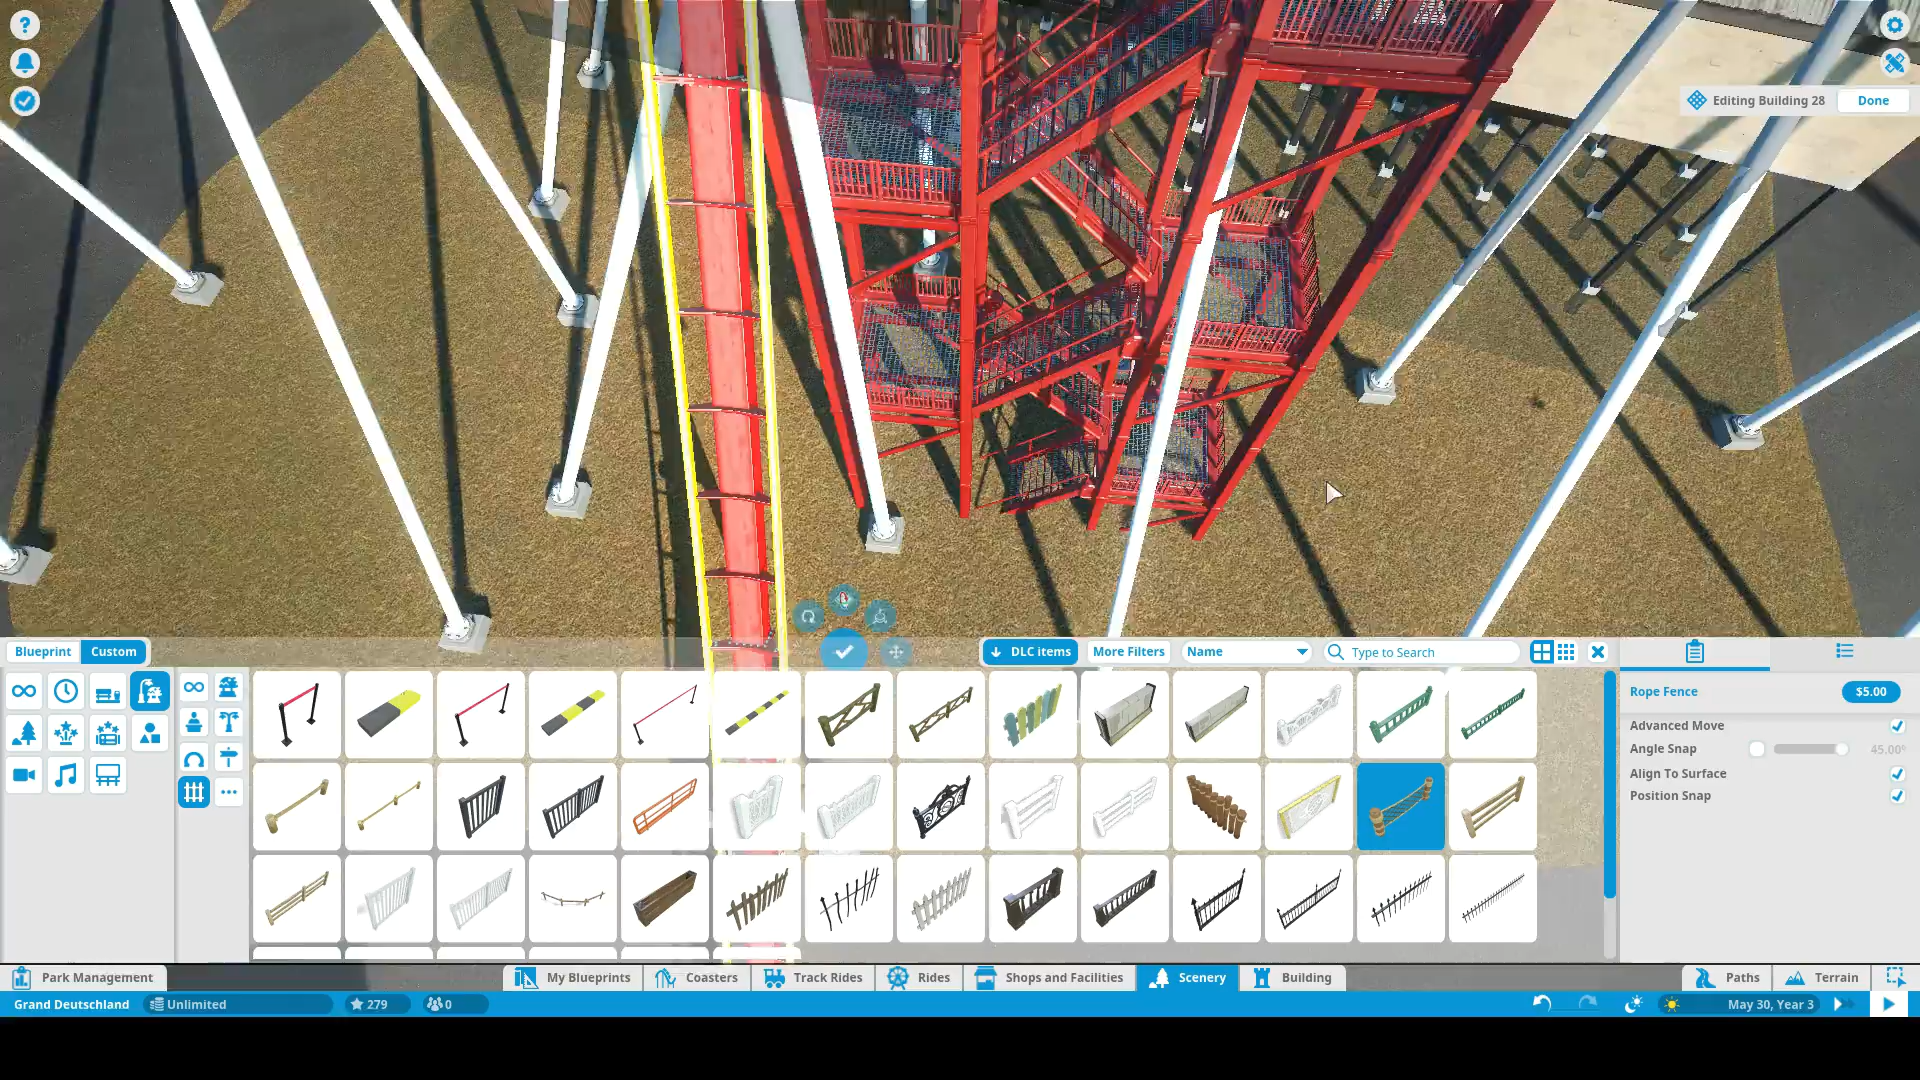 ?
Editing Building 28
Done
Blueprint
Custom
DLC items
More Filters
Name
Type to Search
Rope Fence
$5.00
Advanced Move
Angle Snap
45.00°
Align To Surface
Position Snap
Park Management
My Blueprints
Coasters
Track Rides
Rides
Shops and Facilities
Scenery
Building
Paths
Terrain
Grand Deutschland
Unlimited
279
0
May 30, Year 3